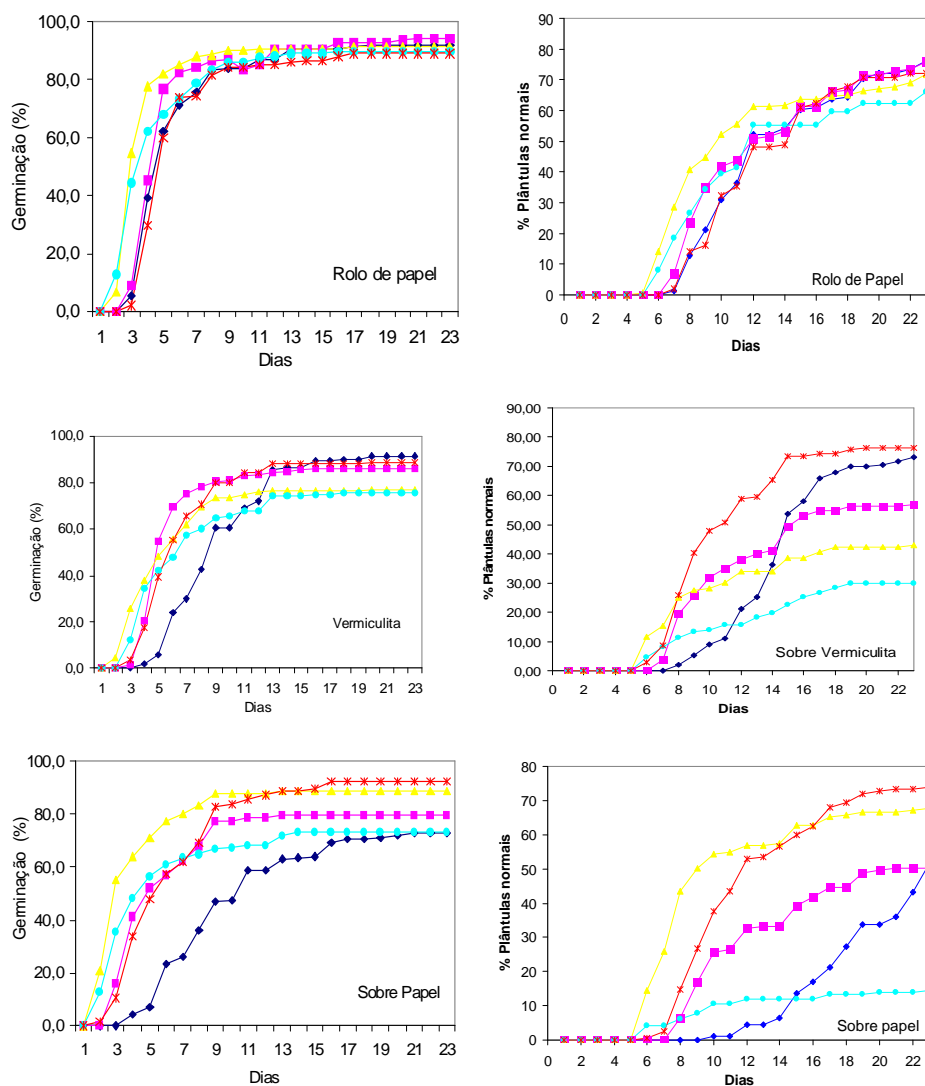 100,0
80,0
60,0
40,0
20,0
0,0
Germinação (%)
1 3 5 7 9 11 13 15 17 19 21 23
Dias
Rolo de papel
90
80
70
60
50
40
30
20
10
0
% Plântulas normais
0 2 4 6 8 10 12 14 16 18 20 22
Dias
Rolo de Papel
100,0
80,0
60,0
40,0
20,0
0,0
Germinação (%)
1 3 5 7 9 11 13 15 17 19 21 23
Dias
Vermiculita
90,00
80,00
70,00
60,00
50,00
40,00
30,00
20,00
10,00
0,00
% Plântulas normais
0 2 4 6 8 10 12 14 16 18 20 22
Dias
Sobre Vermiculita
100,0
80,0
60,0
40,0
20,0
0,0
Germinação (%)
1 3 5 7 9 11 13 15 17 19 21 23
Dias
Sobre Papel
80
70
60
50
40
30
20
10
0
% Plântulas normais
0 2 4 6 8 10 12 14 16 18 20 22
Dias
Sobre papel